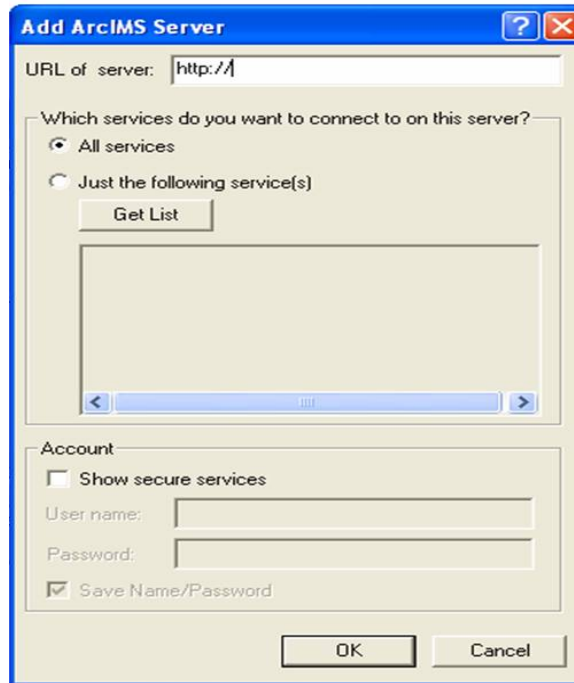 Add ArcIMS Server
URL of server: http://
Which services do you want to connect to on this server?
All services
Just the following service(s)
Get List
Account
Show secure services
User name:
Password:
Save Name/Password
OK Cancel